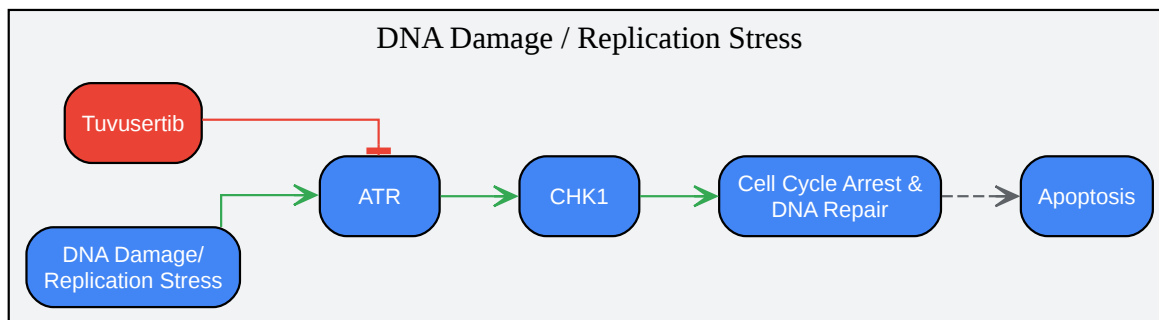 DNA Damage / Replication Stress
Tuvusertib
ATR
CHK1
Cell Cycle Arrest &
DNA Repair
Apoptosis
DNA Damage/
Replication Stress